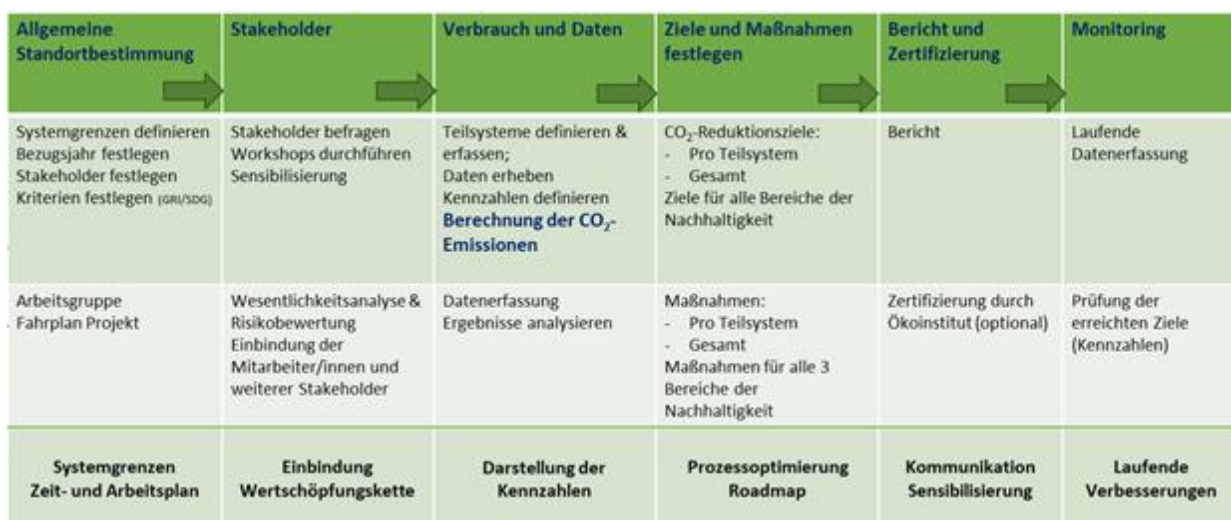 Allgemeine
Standortbestimmung
Stakeholder
Verbrauch und Daten
Ziele und Maßnahmen
festlegen
Bericht und
Zertifizierung
Monitoring
Systemgrenzen definieren
Bezugsjahr festlegen
Stakeholder festlegen
Kriterien festlegen (GRI/SDG)
Stakeholder befragen
Workshops durchführen
Sensibilisierung
Teilsysteme definieren &
erfassen;
Daten erheben
Kennzahlen definieren
Berechnung der CO₂-
Emissionen
CO₂-Reduktionsziele:
- Pro Teilsystem
- Gesamt
Ziele für alle Bereiche der
Nachhaltigkeit
Bericht
Laufende
Datenerfassung
Arbeitsgruppe
Fahrplan Projekt
Wesentlichkeitsanalyse &
Risikobewertung
Einbindung der
Mitarbeiter/innen und
weiterer Stakeholder
Datenerfassung
Ergebnisse analysieren
Maßnahmen:
- Pro Teilsystem
- Gesamt
Maßnahmen für alle 3
Bereiche der
Nachhaltigkeit
Zertifizierung durch
Ökoinstitut (optional)
Prüfung der
erreichten Ziele
(Kennzahlen)
Systemgrenzen
Zeit- und Arbeitsplan
Einbindung
Wertschöpfungskette
Darstellung der
Kennzahlen
Prozessoptimierung
Roadmap
Kommunikation
Sensibilisierung
Laufende
Verbesserungen